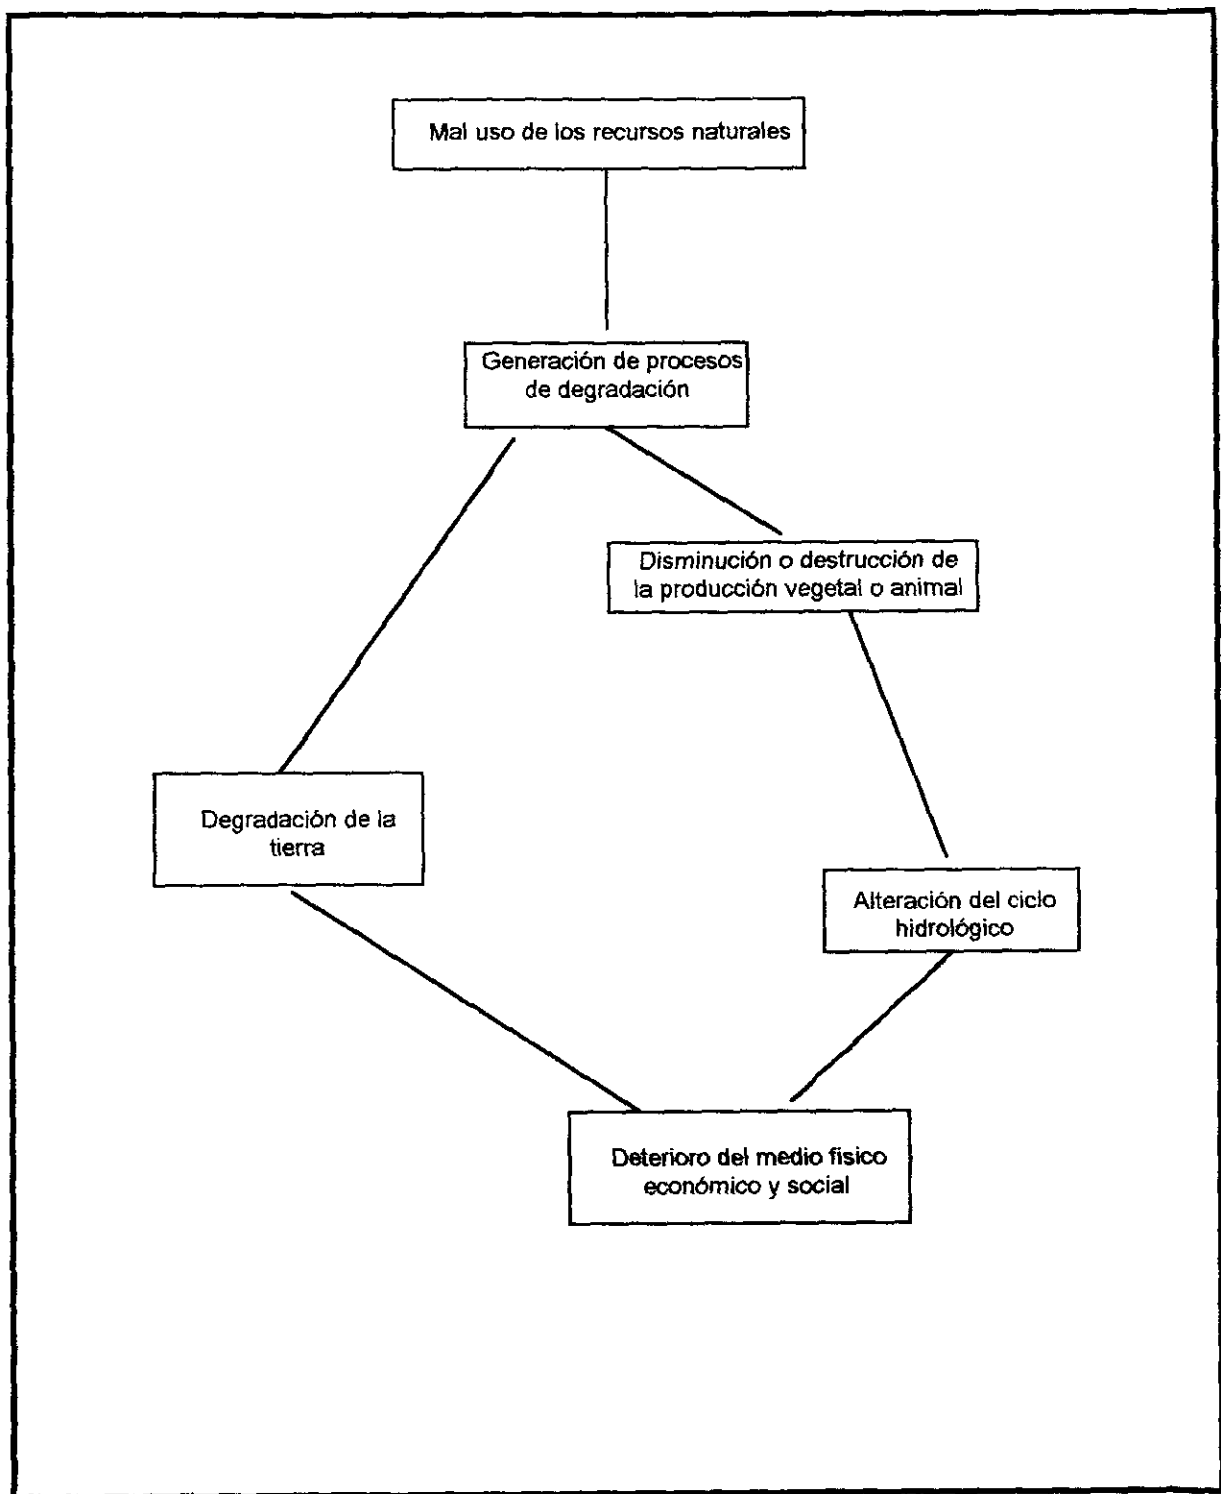 Mal uso de los recursos naturales
Generación de procesos
de degradación
Disminución o destrucción de
la producción vegetal o animal
Degradación de la
tierra
Alteración del ciclo
hidrológico
Deterioro del medio fisico
económico y social